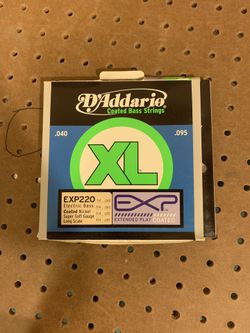 D'Addario
Coated Bass Strings
.040
.095
XL
EXP220
Electric Bass
Coated Nickel
Super Soft Gauge
Long Scale
EXP
EXTENDED PLAY
COATED